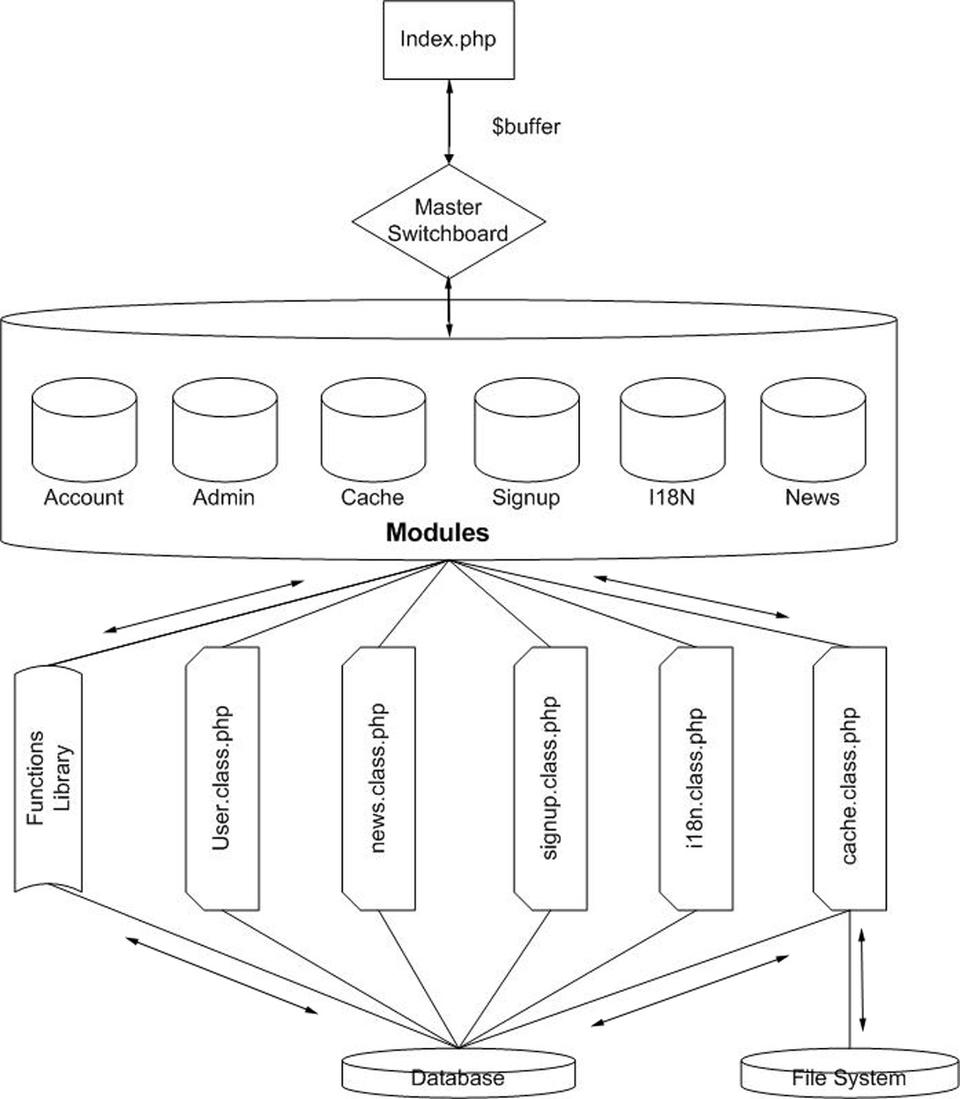 Index.php
$buffer
Master
Switchboard
Account
Admin
Cache
Signup
I18N
News
Modules
Functions
Library
User.class.php
news.class.php
signup.class.php
i18n.class.php
cache.class.php
Database
File System